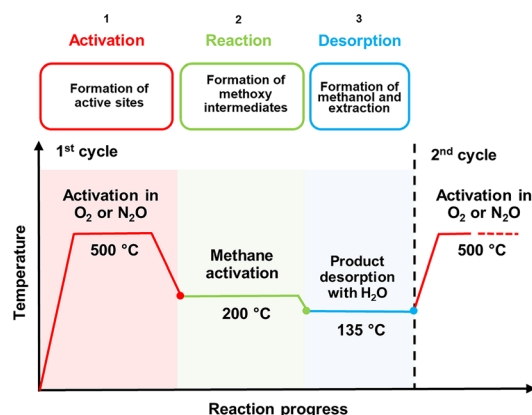 1
2
3
Activation
Reaction
Desorption
Formation of
active sites
Formation of
methoxy
intermediates
Formation of
methanol and
extraction
1st cycle
2nd cycle
Activation in
O₂ or N₂O
500 °C
Methane
activation
200 °C
Product
desorption
with H₂O
135 °C
Activation in
O₂ or N₂O
500 °C
Temperature
Reaction progress